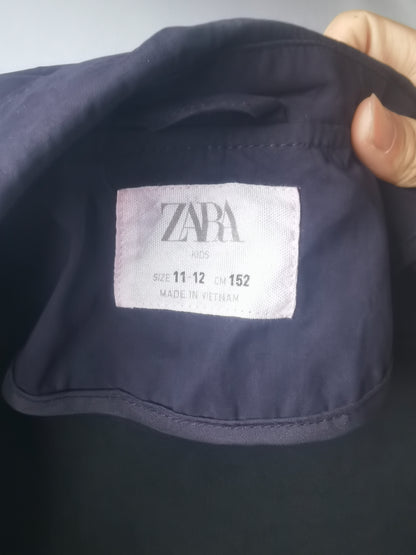 ZARA
KIDS
SIZE 11-12 CM 152
MADE IN VIETNAM